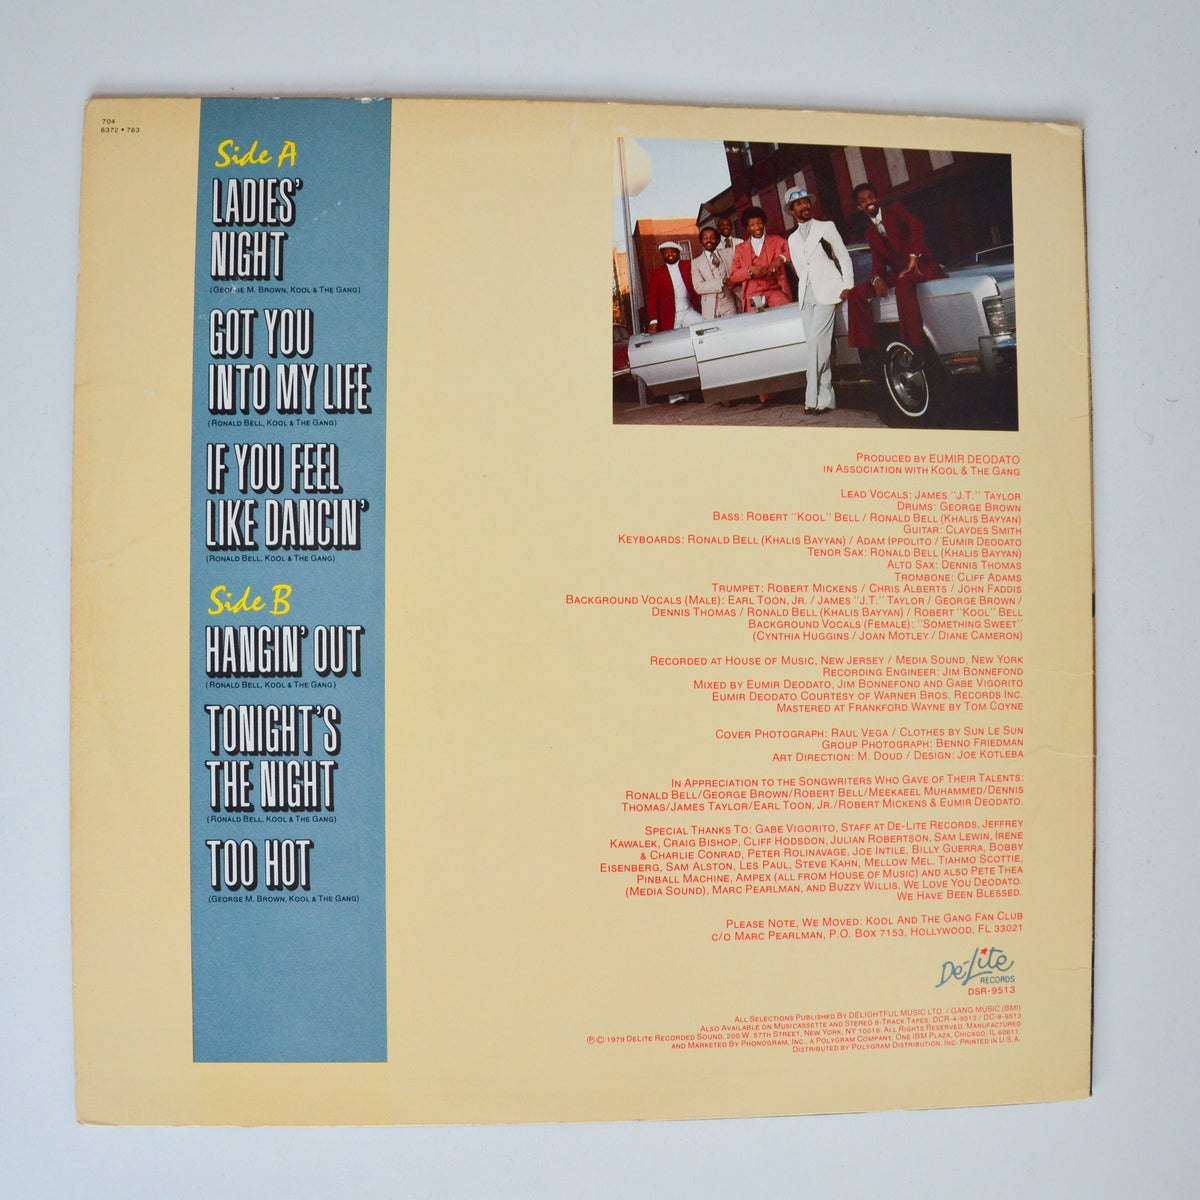 704
6372 • 763
Side A
LADIES'
NIGHT
(GEORGE M. BROWN, KOOL & THE GANG)
GOT YOU
INTO MY LIFE
(RONALD BELL, KOOL & THE GANG)
IF YOU FEEL
LIKE DANCIN'
(RONALD BELL, KOOL & THE GANG)
Side B
HANGIN' OUT
(RONALD BELL, KOOL & THE GANG)
TONIGHT'S
THE NIGHT
(RONALD BELL, KOOL & THE GANG)
TOO HOT
(GEORGE M. BROWN, KOOL & THE GANG)
PRODUCED BY EUMIR DEODATO
IN ASSOCIATION WITH KOOL & THE GANG
LEAD VOCALS: JAMES "J.T." TAYLOR
DRUMS: GEORGE BROWN
BASS: ROBERT "KOOL" BELL / RONALD BELL (KHALIS BAYYAN)
GUITAR: CLAYDES SMITH
KEYBOARDS: RONALD BELL (KHALIS BAYYAN) / ADAM IPPOLITO / EUMIR DEODATO
TENOR SAX: RONALD BELL (KHALIS BAYYAN)
ALTO SAX: DENNIS THOMAS
TROMBONE: CLIFF ADAMS
TRUMPET: ROBERT MICKENS / CHRIS ALBERTS / JOHN FADDIS
BACKGROUND VOCALS (MALE): EARL TOON, JR. / JAMES "J.T." TAYLOR / GEORGE BROWN /
DENNIS THOMAS / RONALD BELL (KHALIS BAYYAN) / ROBERT "KOOL" BELL
BACKGROUND VOCALS (FEMALE): "SOMETHING SWEET"
(CYNTHIA HUGGINS / JOAN MOTLEY / DIANE CAMERON)
RECORDED AT HOUSE OF MUSIC, NEW JERSEY / MEDIA SOUND, NEW YORK
RECORDING ENGINEER: JIM BONNEFOND
MIXED BY EUMIR DEODATO, JIM BONNEFOND AND GABE VIGORITO
EUMIR DEODATO COURTESY OF WARNER BROS. RECORDS INC.
MASTERED AT FRANKFORD WAYNE BY TOM COYNE
COVER PHOTOGRAPH: RAUL VEGA / CLOTHES BY SUN LE SUN
GROUP PHOTOGRAPH: BENNO FRIEDMAN
ART DIRECTION: M. DOUD / DESIGN: JOE KOTLEBA
IN APPRECIATION TO THE SONGWRITERS WHO GAVE OF THEIR TALENTS:
RONALD BELL/GEORGE BROWN/ROBERT BELL/MEEKAEEL MUHAMMED/DENNIS
THOMAS/JAMES TAYLOR/EARL TOON, JR./ROBERT MICKENS & EUMIR DEODATO.
SPECIAL THANKS TO: GABE VIGORITO, STAFF AT DE-LITE RECORDS, JEFFREY
KAWALEK, CRAIG BISHOP, CLIFF HODSDON, JULIAN ROBERTSON, SAM LEWIN, IRENE
& CHARLIE CONRAD, PETER ROLINAVAGE, JOE INTILE, BILLY GUERRA, BOBBY
EISENBERG, SAM ALSTON, LES PAUL, STEVE KAHN, MELLOW MEL, TIAHMO SCOTTIE,
PINBALL MACHINE, AMPEX (ALL FROM HOUSE OF MUSIC) AND ALSO PETE THEA
(MEDIA SOUND), MARC PEARLMAN, AND BUZZY WILLIS. WE LOVE YOU DEODATO.
WE HAVE BEEN BLESSED.
PLEASE NOTE, WE MOVED: KOOL AND THE GANG FAN CLUB
C/O MARC PEARLMAN, P.O. BOX 7153, HOLLYWOOD, FL 33021
De-Lite
RECORDS
DSR-9513
ALL SELECTIONS PUBLISHED BY DELIGHTFUL MUSIC LTD. / GANG MUSIC (BMI)
ALSO AVAILABLE ON MUSICASSETTE AND STEREO 8-TRACK TAPES. DCR-4-9513 / DC-8-9513
℗ © 1979 DELITE RECORDED SOUND, 200 W. 57TH STREET, NEW YORK, NY 10019. ALL RIGHTS RESERVED. MANUFACTURED
AND MARKETED BY PHONOGRAM, INC., A POLYGRAM COMPANY, ONE IBM PLAZA, CHICAGO, IL 60611.
DISTRIBUTED BY POLYGRAM DISTRIBUTION, INC. PRINTED IN U.S.A.